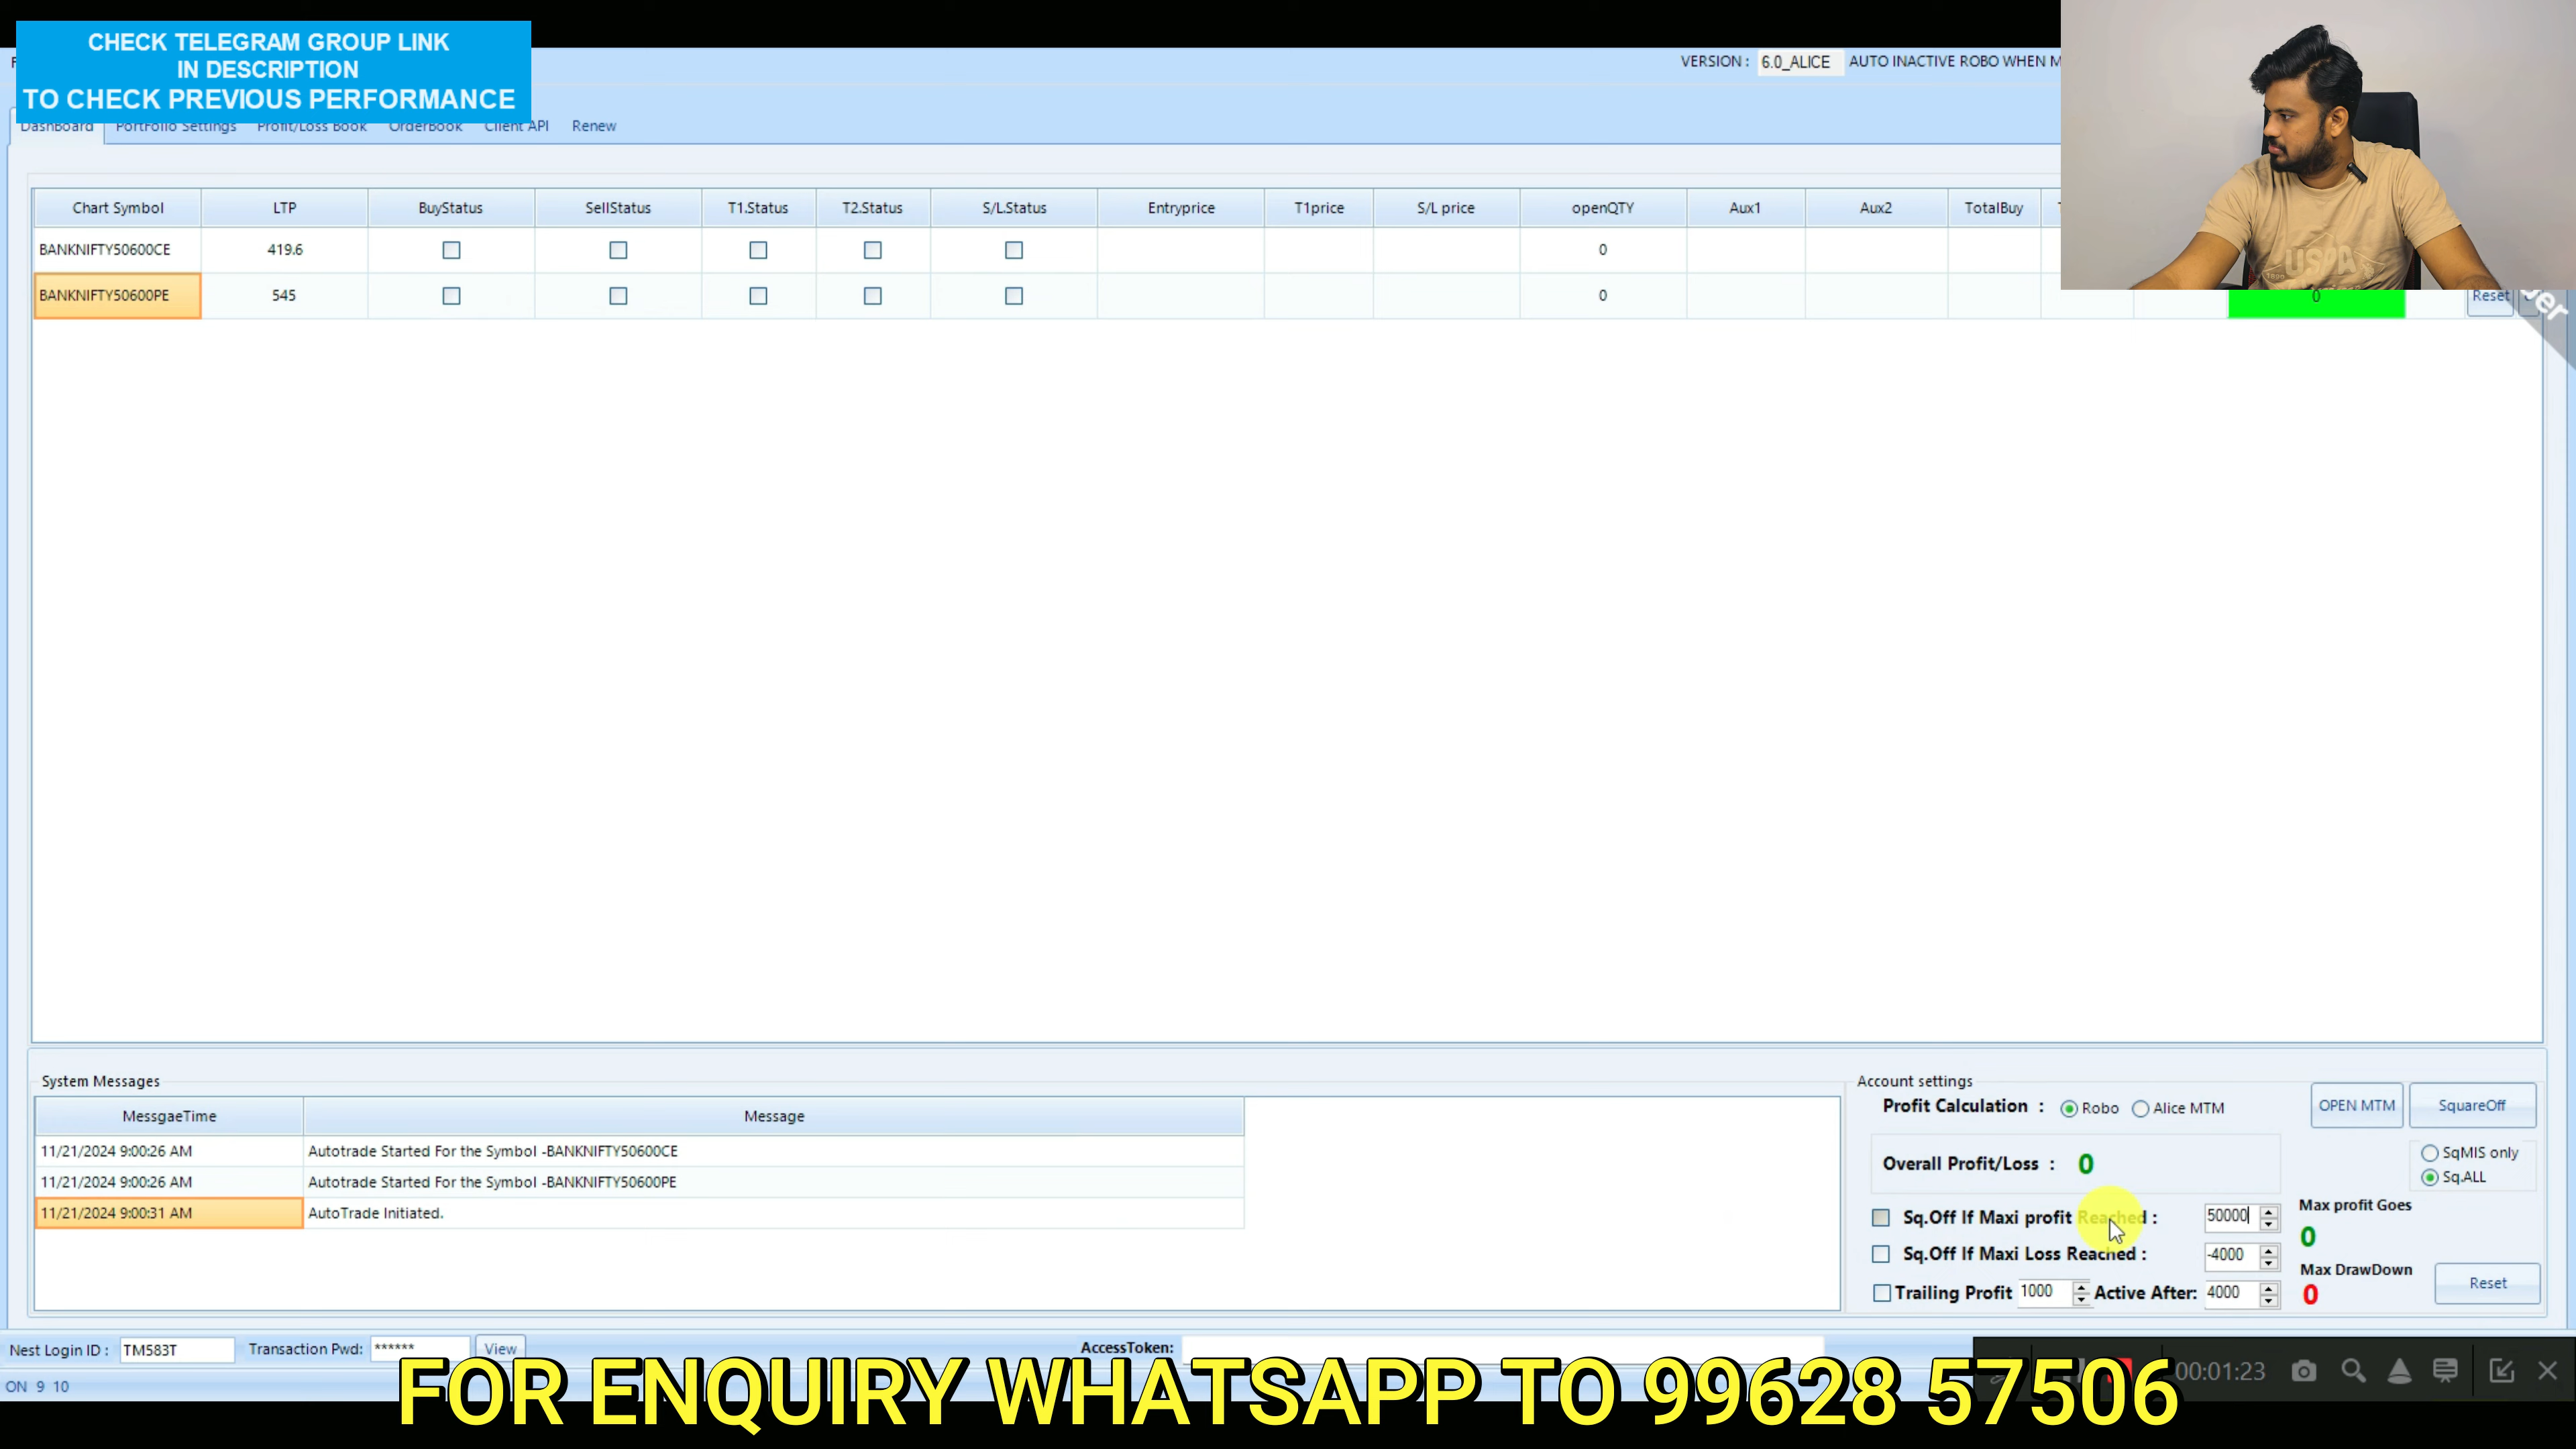 CHECK TELEGRAM GROUP LINK
IN DESCRIPTION
TO CHECK PREVIOUS PERFORMANCE
VERSION : 6.0_ALICE AUTO INACTIVE ROBO WHEN M
DashBoard PortFolio Settings Profit/Loss Book OrderBook Client API Renew
Chart Symbol LTP BuyStatus SellStatus T1.Status T2.Status S/L.Status Entryprice T1price S/L price openQTY Aux1 Aux2 TotalBuy
BANKNIFTY50600CE 419.6 0
BANKNIFTY50600PE 545 0 0 Reset
USPA
System Messages
MessgaeTime Message
11/21/2024 9:00:26 AM Autotrade Started For the Symbol -BANKNIFTY50600CE
11/21/2024 9:00:26 AM Autotrade Started For the Symbol -BANKNIFTY50600PE
11/21/2024 9:00:31 AM AutoTrade Initiated.
Account settings
Profit Calculation : Robo Alice MTM OPEN MTM SquareOff
Overall Profit/Loss : 0
SqMIS only
Sq.ALL
Sq.Off If Maxi profit Reached : 50000
Max profit Goes
0
Sq.Off If Maxi Loss Reached : -4000
Max DrawDown
0
Reset
Trailing Profit 1000 Active After: 4000
Nest Login ID : TM583T Transaction Pwd: ****** View AccessToken:
ON 9 10
00:01:23
FOR ENQUIRY WHATSAPP TO 99628 57506